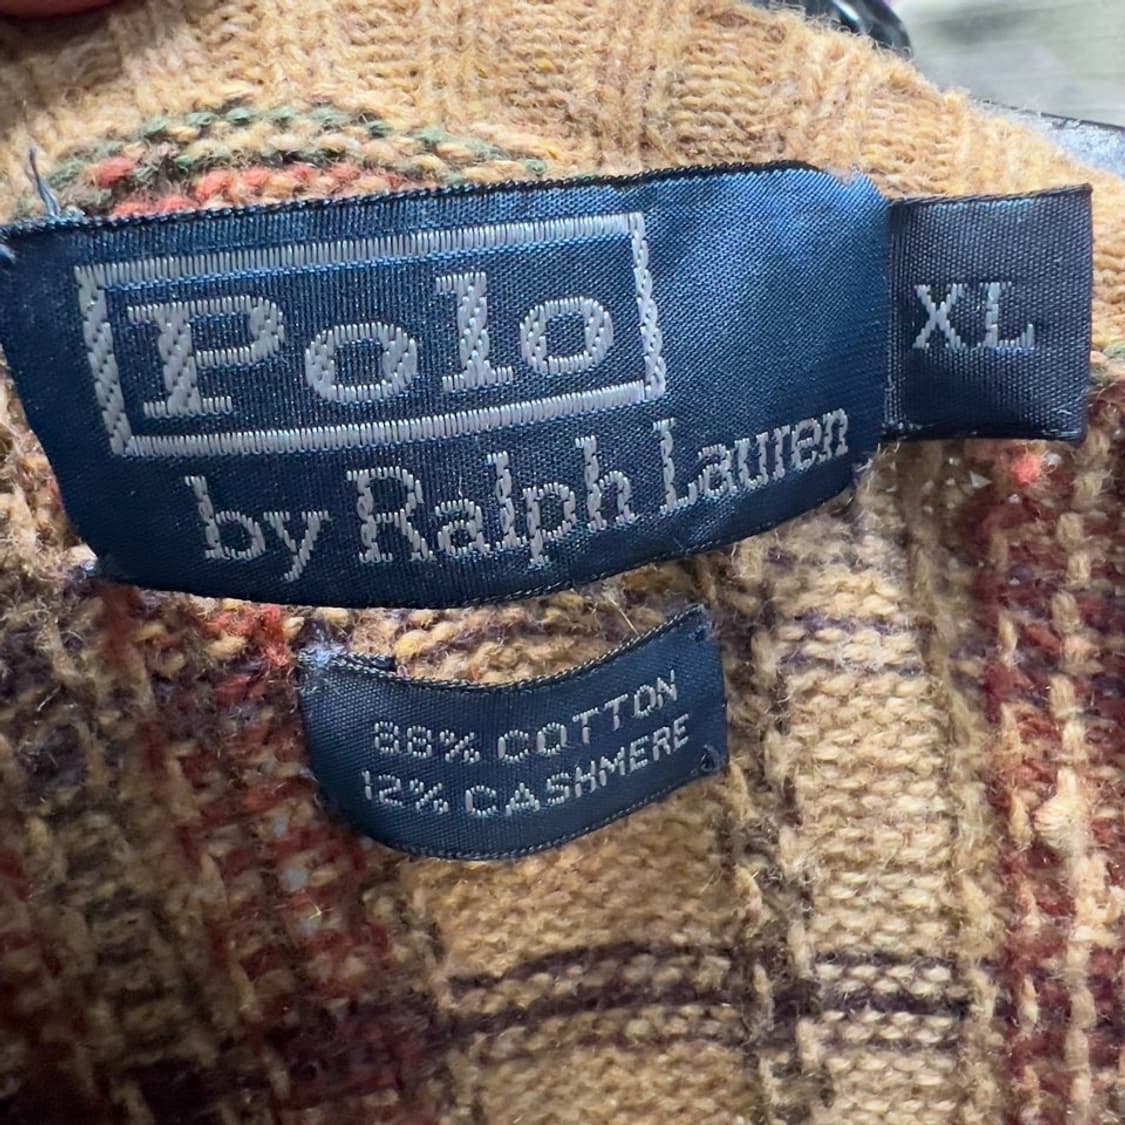 Polo
by Ralph Lauren
XL
88% COTTON
12% CASHMERE